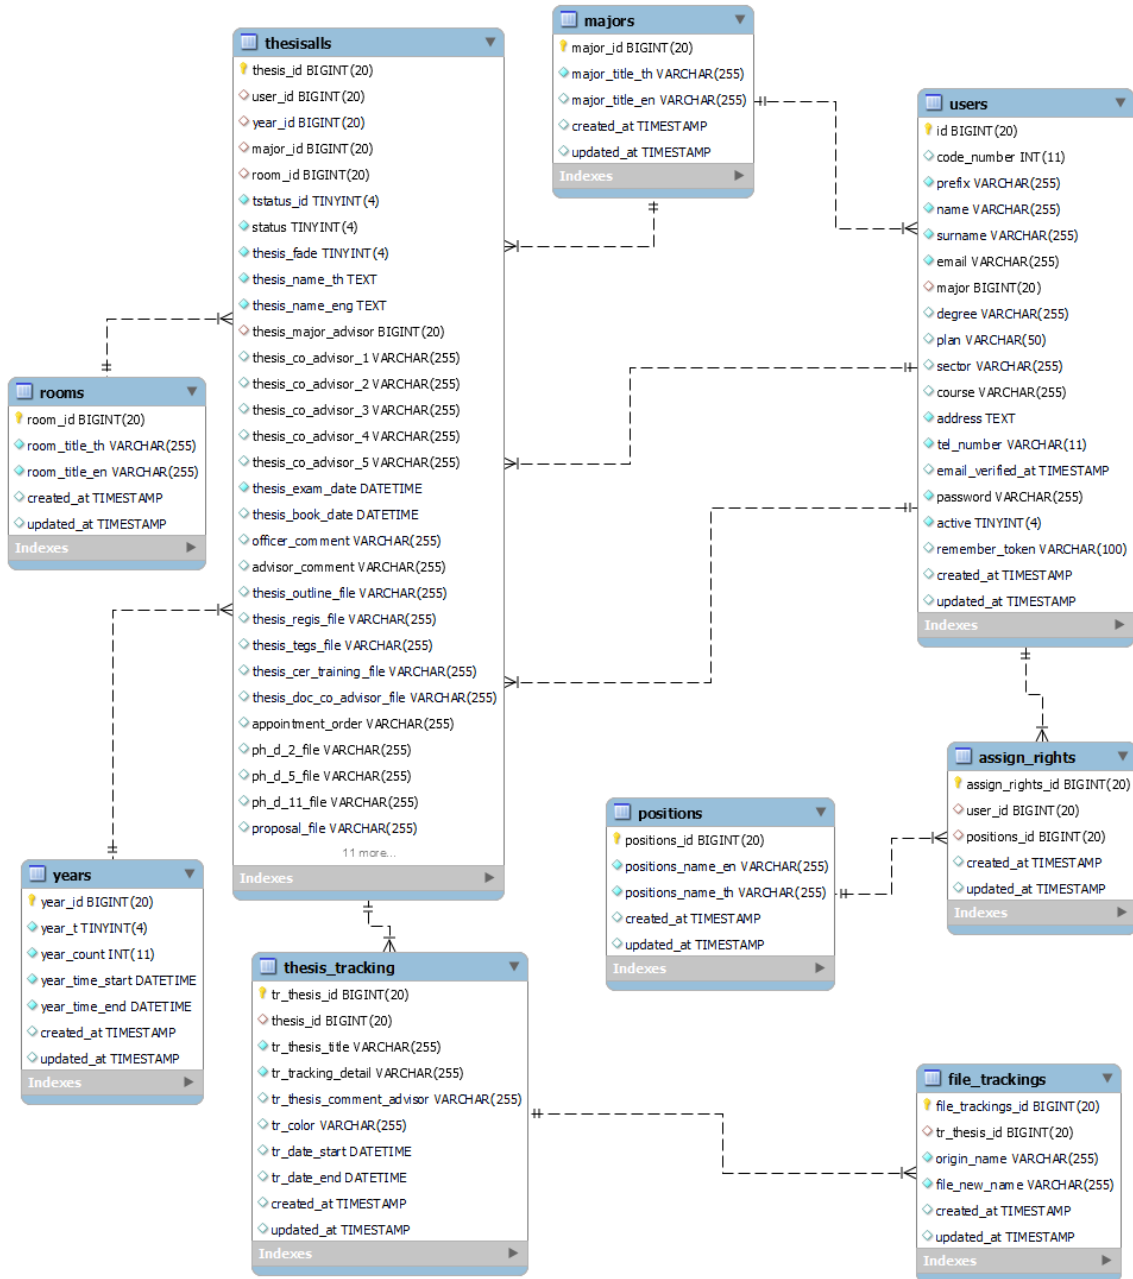 thesisalls
thesis_id BIGINT(20)
user_id BIGINT(20)
year_id BIGINT(20)
major_id BIGINT(20)
room_id BIGINT(20)
tstatus_id TINYINT(4)
status TINYINT(4)
thesis_fade TINYINT(4)
thesis_name_th TEXT
thesis_name_eng TEXT
thesis_major_advisor BIGINT(20)
thesis_co_advisor_1 VARCHAR(255)
thesis_co_advisor_2 VARCHAR(255)
thesis_co_advisor_3 VARCHAR(255)
thesis_co_advisor_4 VARCHAR(255)
thesis_co_advisor_5 VARCHAR(255)
thesis_exam_date DATETIME
thesis_book_date DATETIME
officer_comment VARCHAR(255)
advisor_comment VARCHAR(255)
thesis_outline_file VARCHAR(255)
thesis_regis_file VARCHAR(255)
thesis_tegs_file VARCHAR(255)
thesis_cer_training_file VARCHAR(255)
thesis_doc_co_advisor_file VARCHAR(255)
appointment_order VARCHAR(255)
ph_d_2_file VARCHAR(255)
ph_d_5_file VARCHAR(255)
ph_d_11_file VARCHAR(255)
proposal_file VARCHAR(255)
11 more...
Indexes
majors
major_id BIGINT(20)
major_title_th VARCHAR(255)
major_title_en VARCHAR(255)
created_at TIMESTAMP
updated_at TIMESTAMP
Indexes
users
id BIGINT(20)
code_number INT(11)
prefix VARCHAR(255)
name VARCHAR(255)
surname VARCHAR(255)
email VARCHAR(255)
major BIGINT(20)
degree VARCHAR(255)
plan VARCHAR(50)
sector VARCHAR(255)
course VARCHAR(255)
address TEXT
tel_number VARCHAR(11)
email_verified_at TIMESTAMP
password VARCHAR(255)
active TINYINT(4)
remember_token VARCHAR(100)
created_at TIMESTAMP
updated_at TIMESTAMP
Indexes
rooms
room_id BIGINT(20)
room_title_th VARCHAR(255)
room_title_en VARCHAR(255)
created_at TIMESTAMP
updated_at TIMESTAMP
Indexes
assign_rights
assign_rights_id BIGINT(20)
user_id BIGINT(20)
positions_id BIGINT(20)
created_at TIMESTAMP
updated_at TIMESTAMP
Indexes
positions
positions_id BIGINT(20)
positions_name_en VARCHAR(255)
positions_name_th VARCHAR(255)
created_at TIMESTAMP
updated_at TIMESTAMP
Indexes
years
year_id BIGINT(20)
year_t TINYINT(4)
year_count INT(11)
year_time_start DATETIME
year_time_end DATETIME
created_at TIMESTAMP
updated_at TIMESTAMP
Indexes
thesis_tracking
tr_thesis_id BIGINT(20)
thesis_id BIGINT(20)
tr_thesis_title VARCHAR(255)
tr_tracking_detail VARCHAR(255)
tr_thesis_comment_advisor VARCHAR(255)
tr_color VARCHAR(255)
tr_date_start DATETIME
tr_date_end DATETIME
created_at TIMESTAMP
updated_at TIMESTAMP
Indexes
file_trackings
file_trackings_id BIGINT(20)
tr_thesis_id BIGINT(20)
origin_name VARCHAR(255)
file_new_name VARCHAR(255)
created_at TIMESTAMP
updated_at TIMESTAMP
Indexes